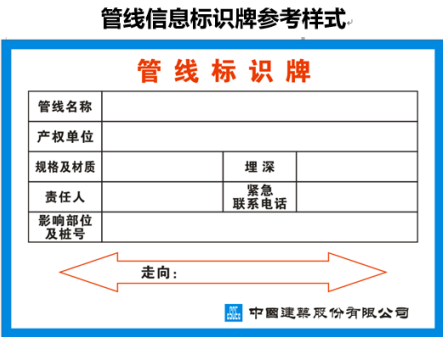 管线信息标识牌参考样式
管线标识牌
管线名称
产权单位
规格及材质 埋深
责任人 紧急
联系电话
影响部位
及桩号
走向：
中國建築股份有限公司